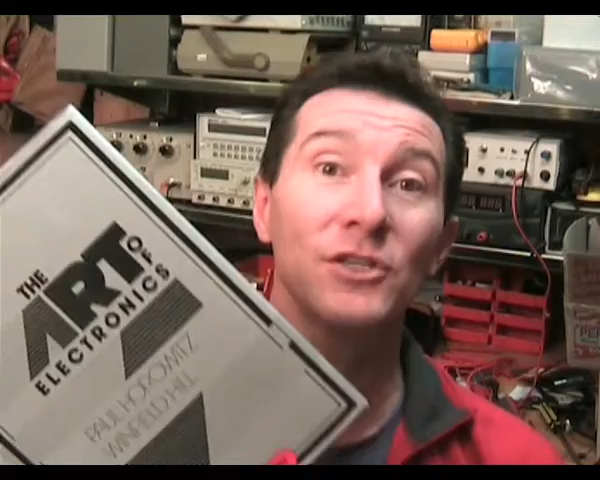 THE
ART
OF
ELECTRONICS
PAUL HOROWITZ
WINFIELD HILL